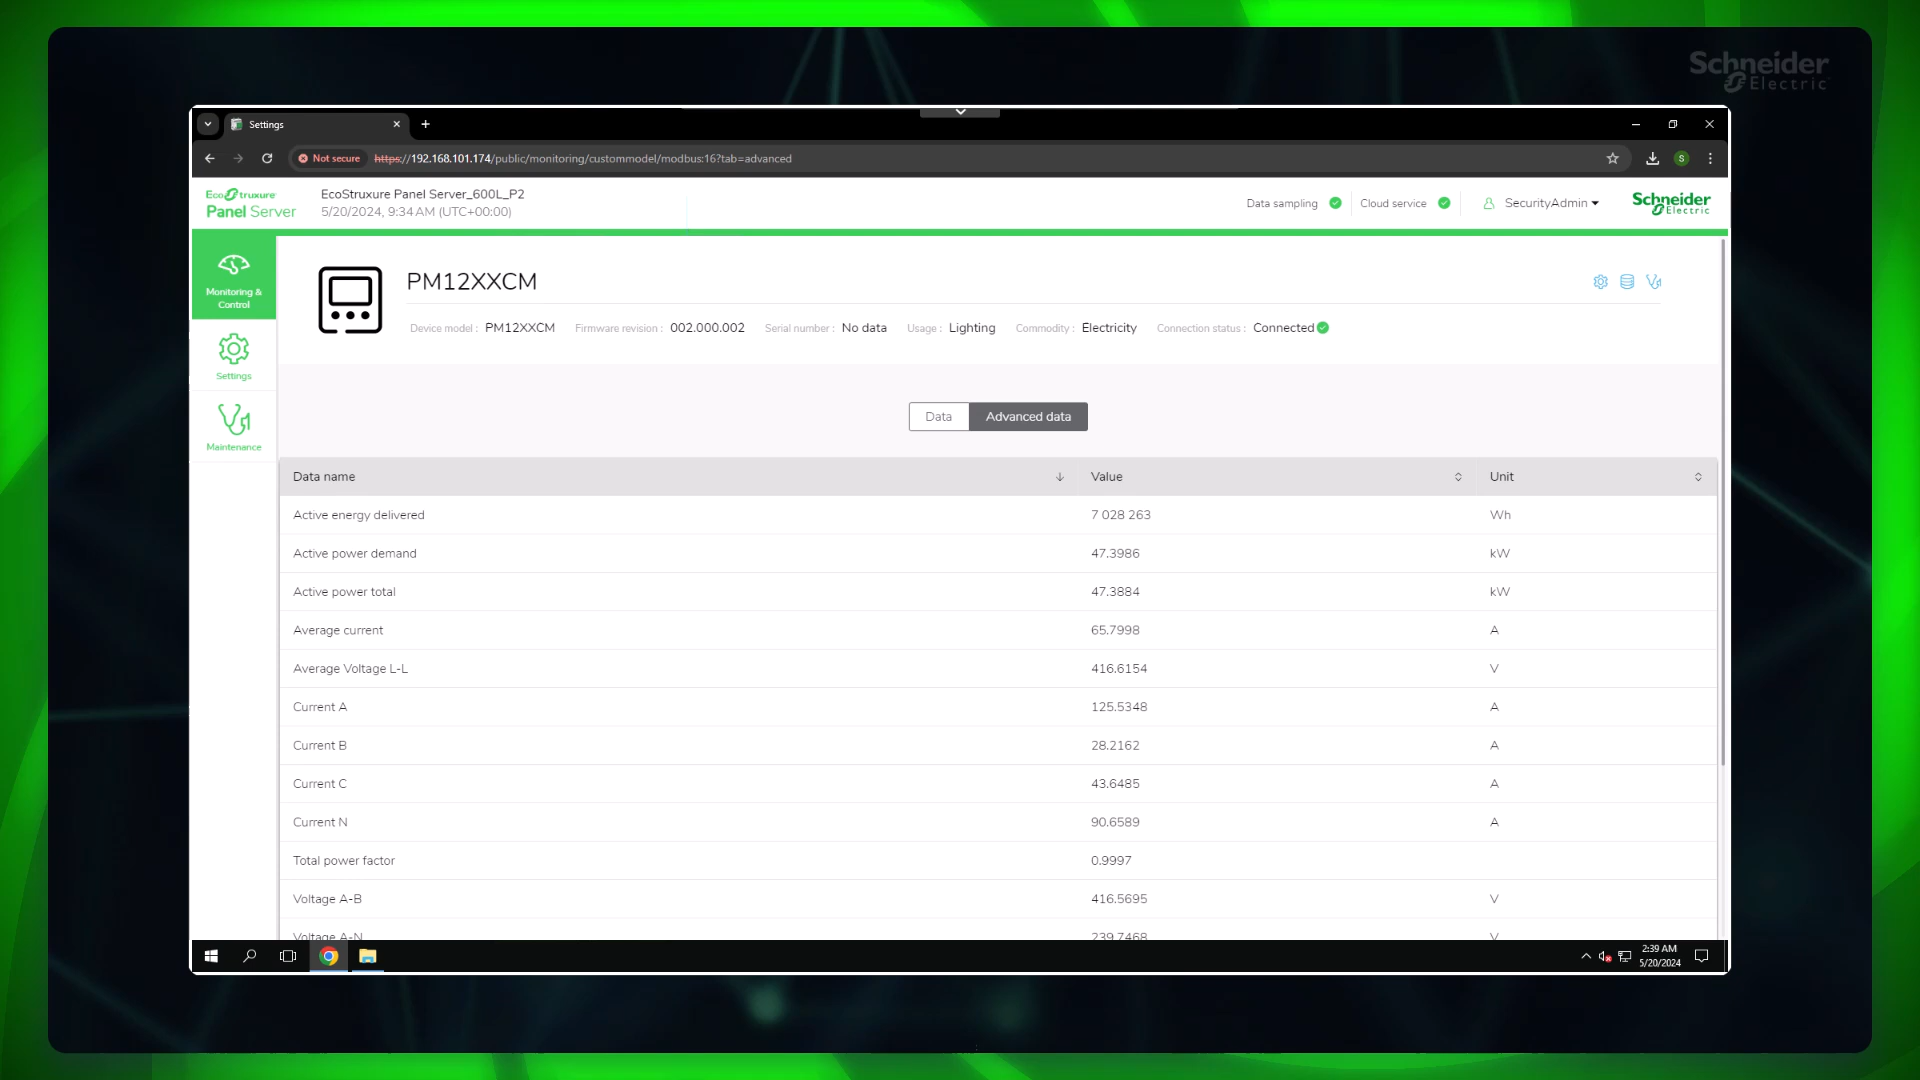 Schneider
Electric
Settings
Not secure
https://192.168.101.174/public/monitoring/custommodel/modbus:16?tab=advanced
S
EcoStruxure
Panel Server
EcoStruxure Panel Server_600L_P2
5/20/2024, 9:34 AM (UTC+00:00)
Data sampling
Cloud service
SecurityAdmin
Schneider
Electric
Monitoring &
Control
Settings
Maintenance
PM12XXCM
Device model : PM12XXCM Firmware revision : 002.000.002 Serial number : No data Usage : Lighting Commodity : Electricity Connection status : Connected
Data Advanced data
Data name Value Unit
Active energy delivered 7 028 263 Wh
Active power demand 47.3986 kW
Active power total 47.3884 kW
Average current 65.7998 A
Average Voltage L-L 416.6154 V
Current A 125.5348 A
Current B 28.2162 A
Current C 43.6485 A
Current N 90.6589 A
Total power factor 0.9997
Voltage A-B 416.5695 V
Voltage A-N 239.7468 V
2:39 AM
5/20/2024